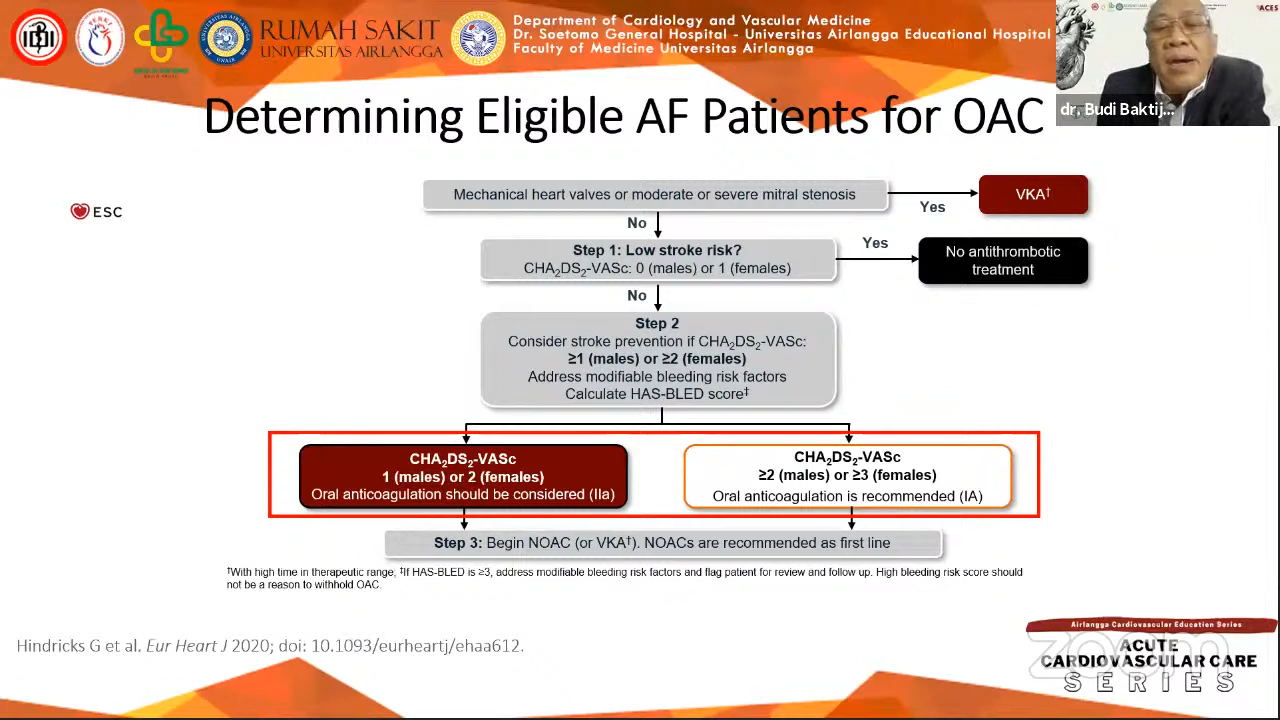 RUMAH SAKIT
UNIVERSITAS AIRLANGGA
Department of Cardiology and Vascular Medicine
Dr. Soetomo General Hospital - Universitas Airlangga Educational Hospital
Faculty of Medicine Universitas Airlangga
ACES
dr. Budi Baktij...
Determining Eligible AF Patients for OAC
ESC
Mechanical heart valves or moderate or severe mitral stenosis
Yes
VKA†
No
Step 1: Low stroke risk?
CHA₂DS₂-VASc: 0 (males) or 1 (females)
Yes
No antithrombotic
treatment
No
Step 2
Consider stroke prevention if CHA₂DS₂-VASc:
≥1 (males) or ≥2 (females)
Address modifiable bleeding risk factors
Calculate HAS-BLED score‡
CHA₂DS₂-VASc
1 (males) or 2 (females)
Oral anticoagulation should be considered (IIa)
CHA₂DS₂-VASc
≥2 (males) or ≥3 (females)
Oral anticoagulation is recommended (IA)
Step 3: Begin NOAC (or VKA†). NOACs are recommended as first line
†With high time in therapeutic range; ‡If HAS-BLED is ≥3, address modifiable bleeding risk factors and flag patient for review and follow up. High bleeding risk score should
not be a reason to withhold OAC.
Hindricks G et al. Eur Heart J 2020; doi: 10.1093/eurheartj/ehaa612.
Airlangga Cardiovascular Education Series
zoom
ACUTE
CARDIOVASCULAR CARE
SERIES